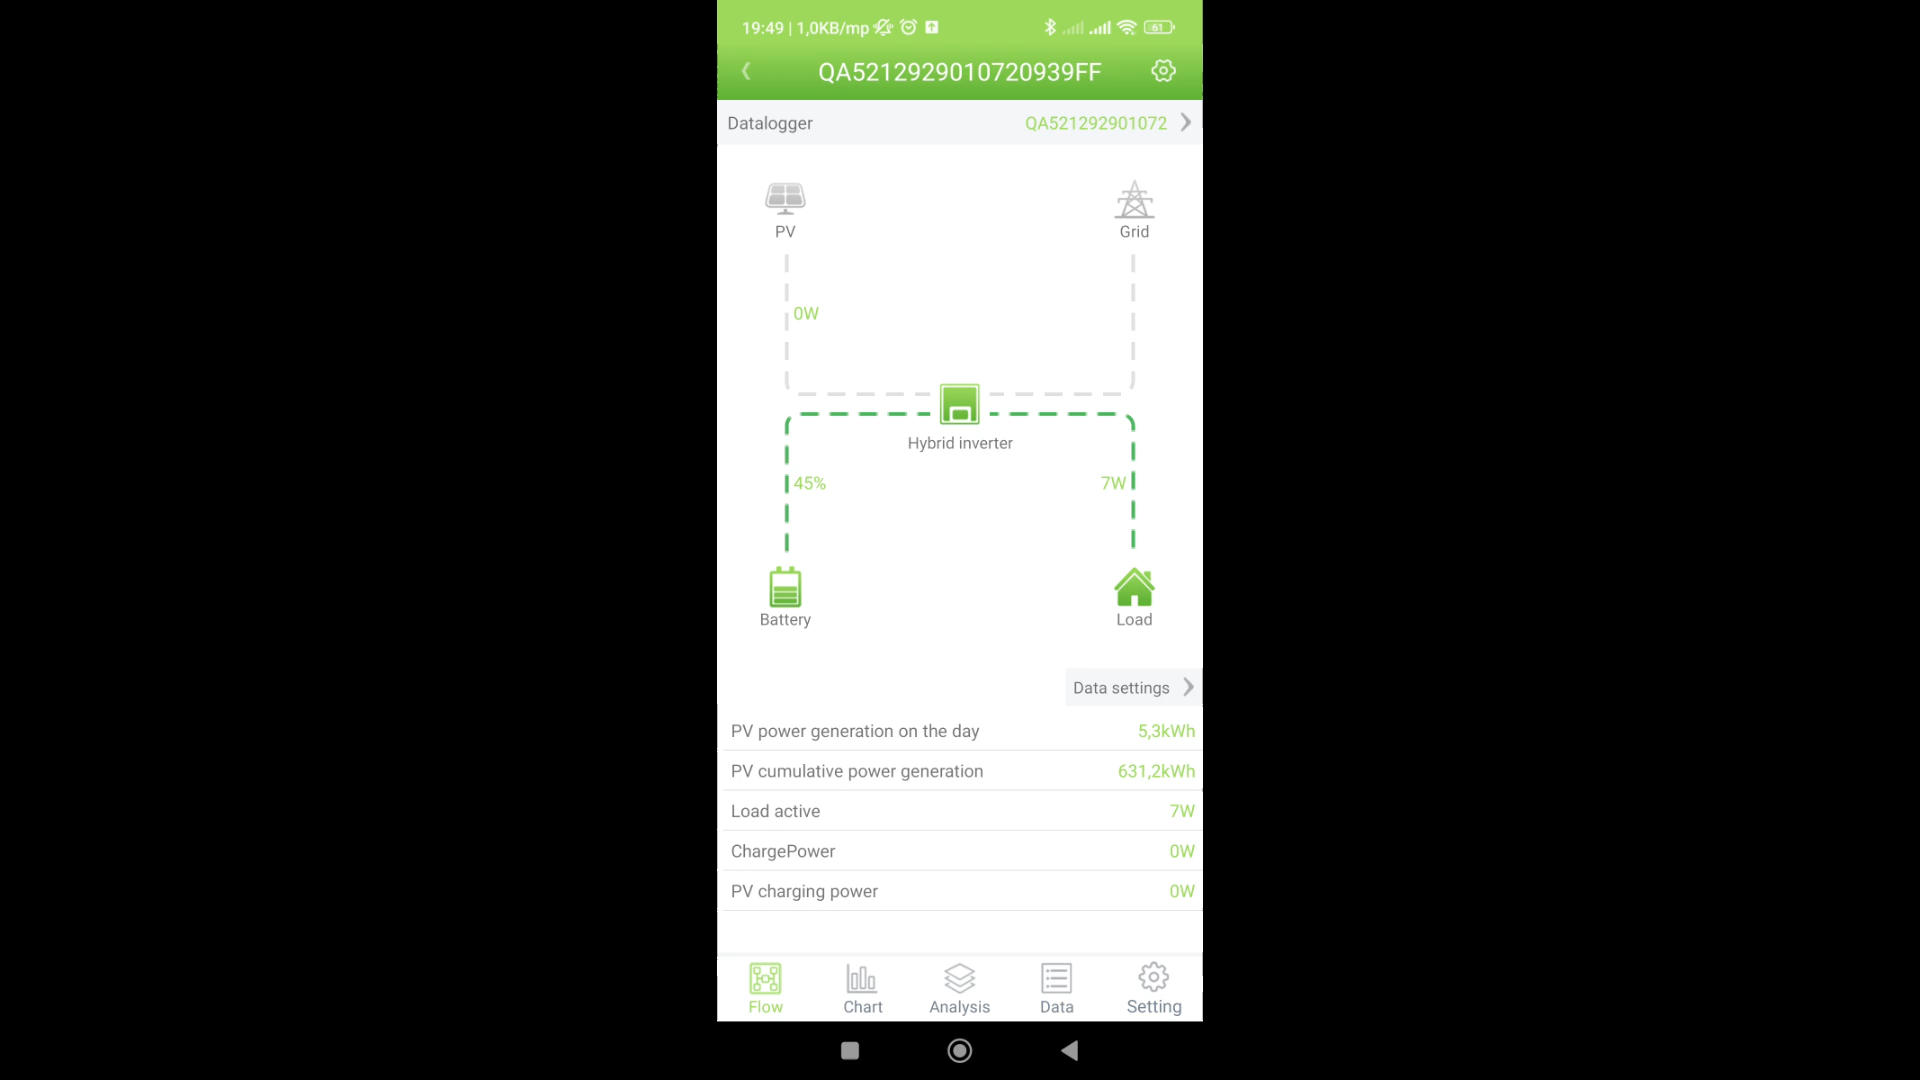 19:49 | 1,0KB/mp 61
QA5212929010720939FF
Datalogger QA521292901072
PV Grid
0W
Hybrid inverter
45% 7W
Battery Load
Data settings
PV power generation on the day 5,3kWh
PV cumulative power generation 631,2kWh
Load active 7W
ChargePower 0W
PV charging power 0W
Flow Chart Analysis Data Setting